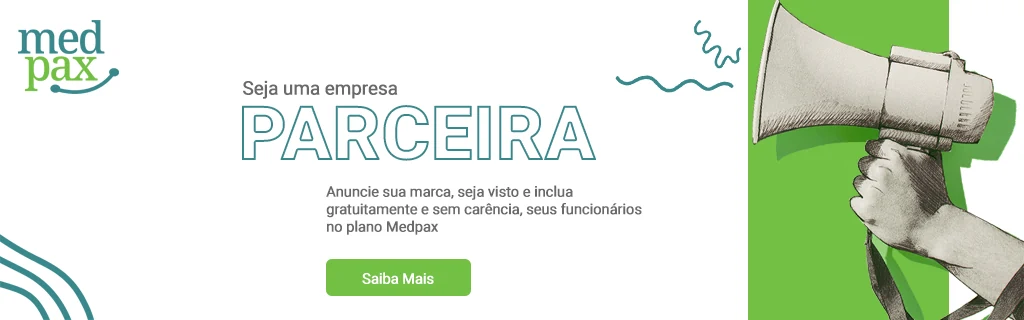 med
pax
Seja uma empresa
PARCEIRA
Anuncie sua marca, seja visto e inclua
gratuitamente e sem carência, seus funcionários
no plano Medpax
Saiba Mais